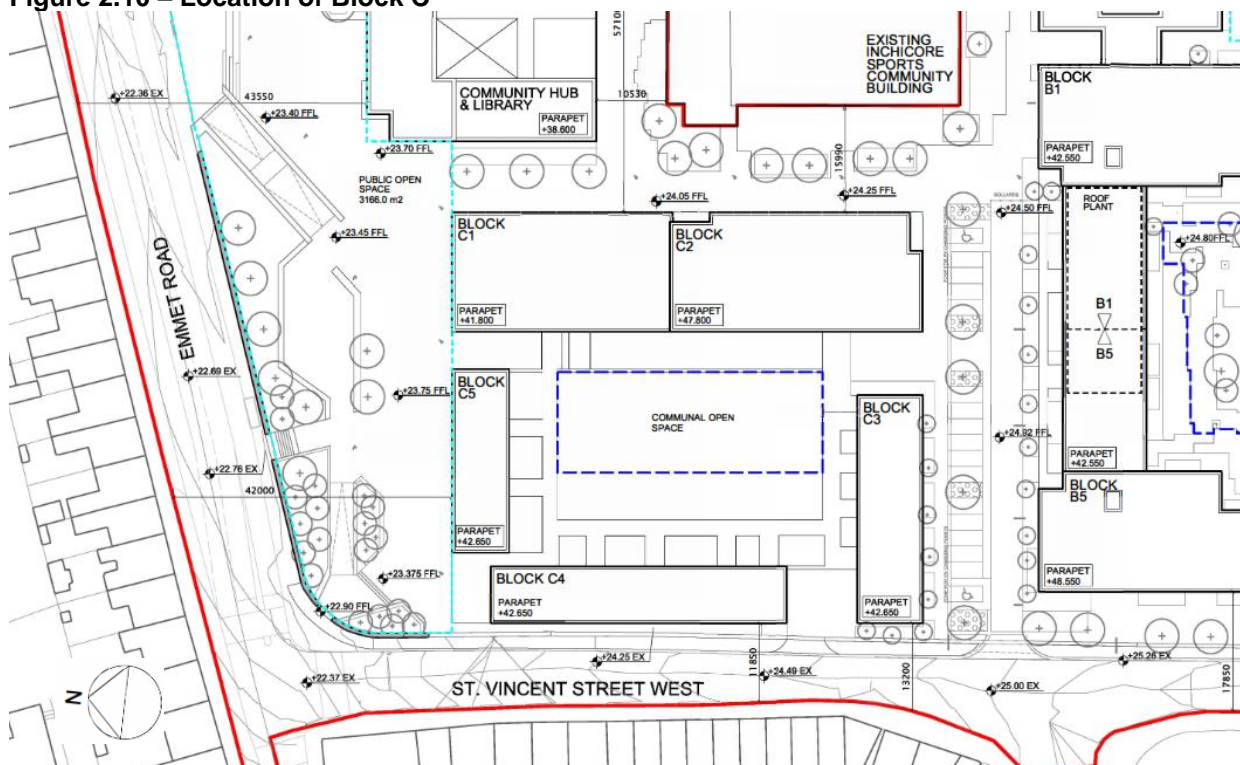 Figure 2.10 – Location of Block C
57100
EXISTING
INCHICORE
SPORTS
COMMUNITY
BUILDING
BLOCK
B1
COMMUNITY HUB
& LIBRARY
10530
PARAPET
+38.600
PARAPET
+42.550
+22.36 EX
43550
+23.40 FFL
+23.70 FFL
15990
PUBLIC OPEN
SPACE
3166.0 m2
+24.05 FFL
+24.25 FFL
BOLLARDS
+24.50 FFL
ROOF
PLANT
+24.80FFL
+23.45 FFL
BLOCK
C1
BLOCK
C2
PARAPET
+41.800
PARAPET
+47.800
EMMET ROAD
B1
B5
+22.69 EX
+23.75 FFL
BLOCK
C5
COMMUNAL OPEN
SPACE
BLOCK
C3
+24.92 FFL
PARAPET
+42.550
+22.76 EX
42000
BLOCK
B5
PARAPET
+42.650
+23.375 FFL
BLOCK C4
PARAPET
+42.650
PARAPET
+42.650
PARAPET
+48.550
+22.90 FFL
+24.25 EX
11850
+24.49 EX
13200
+25.26 EX
17850
+22.37 EX
ST. VINCENT STREET WEST
+25.00 EX
N